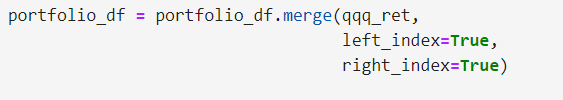 portfolio_df = portfolio_df.merge(qqq_ret,
left_index=True,
right_index=True)